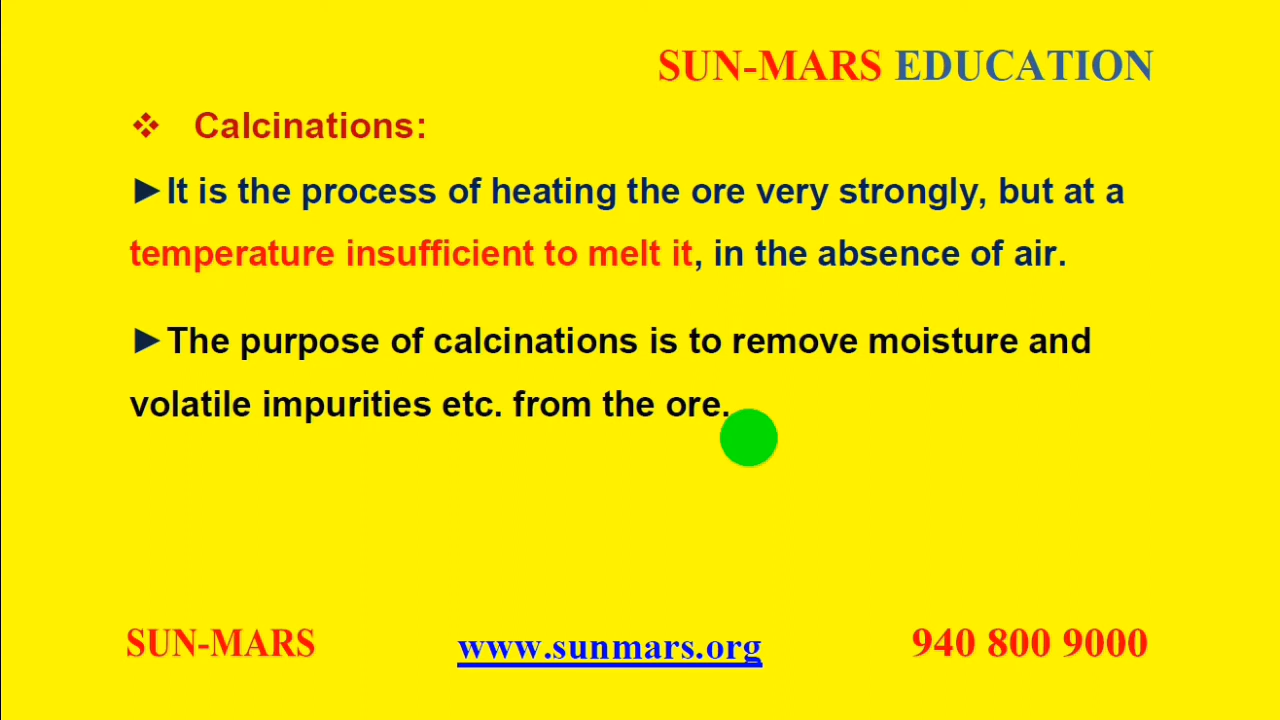 SUN-MARS EDUCATION
❖ Calcinations:
►It is the process of heating the ore very strongly, but at a
temperature insufficient to melt it, in the absence of air.
►The purpose of calcinations is to remove moisture and
volatile impurities etc. from the ore.
SUN-MARS www.sunmars.org 940 800 9000